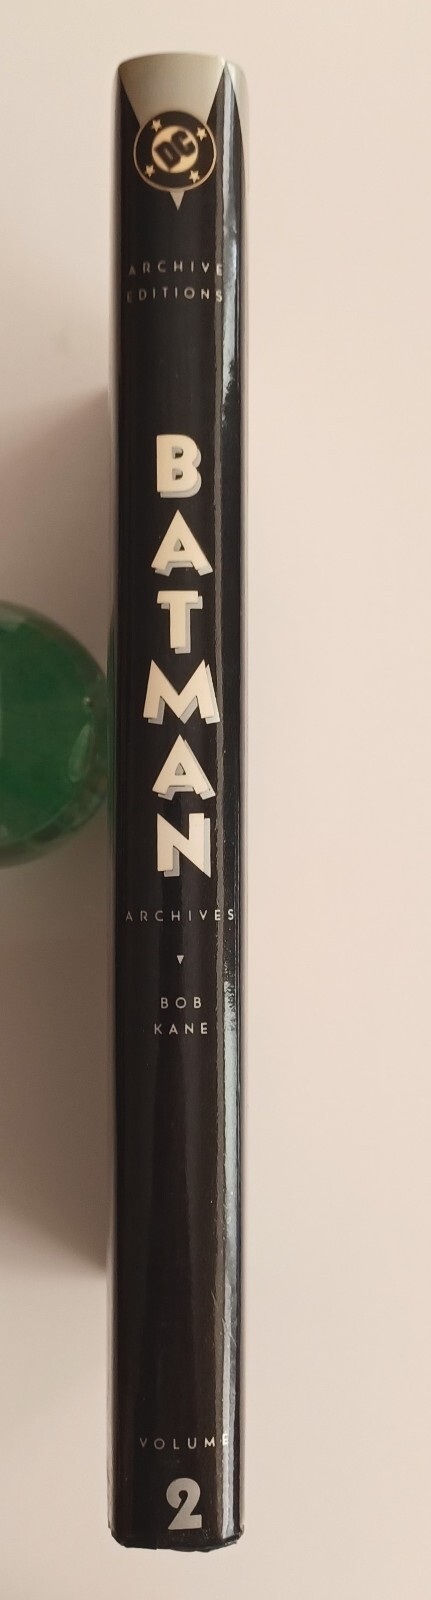 DC
ARCHIVE
EDITIONS
BATMAN
ARCHIVES
BOB
KANE
VOLUME
2